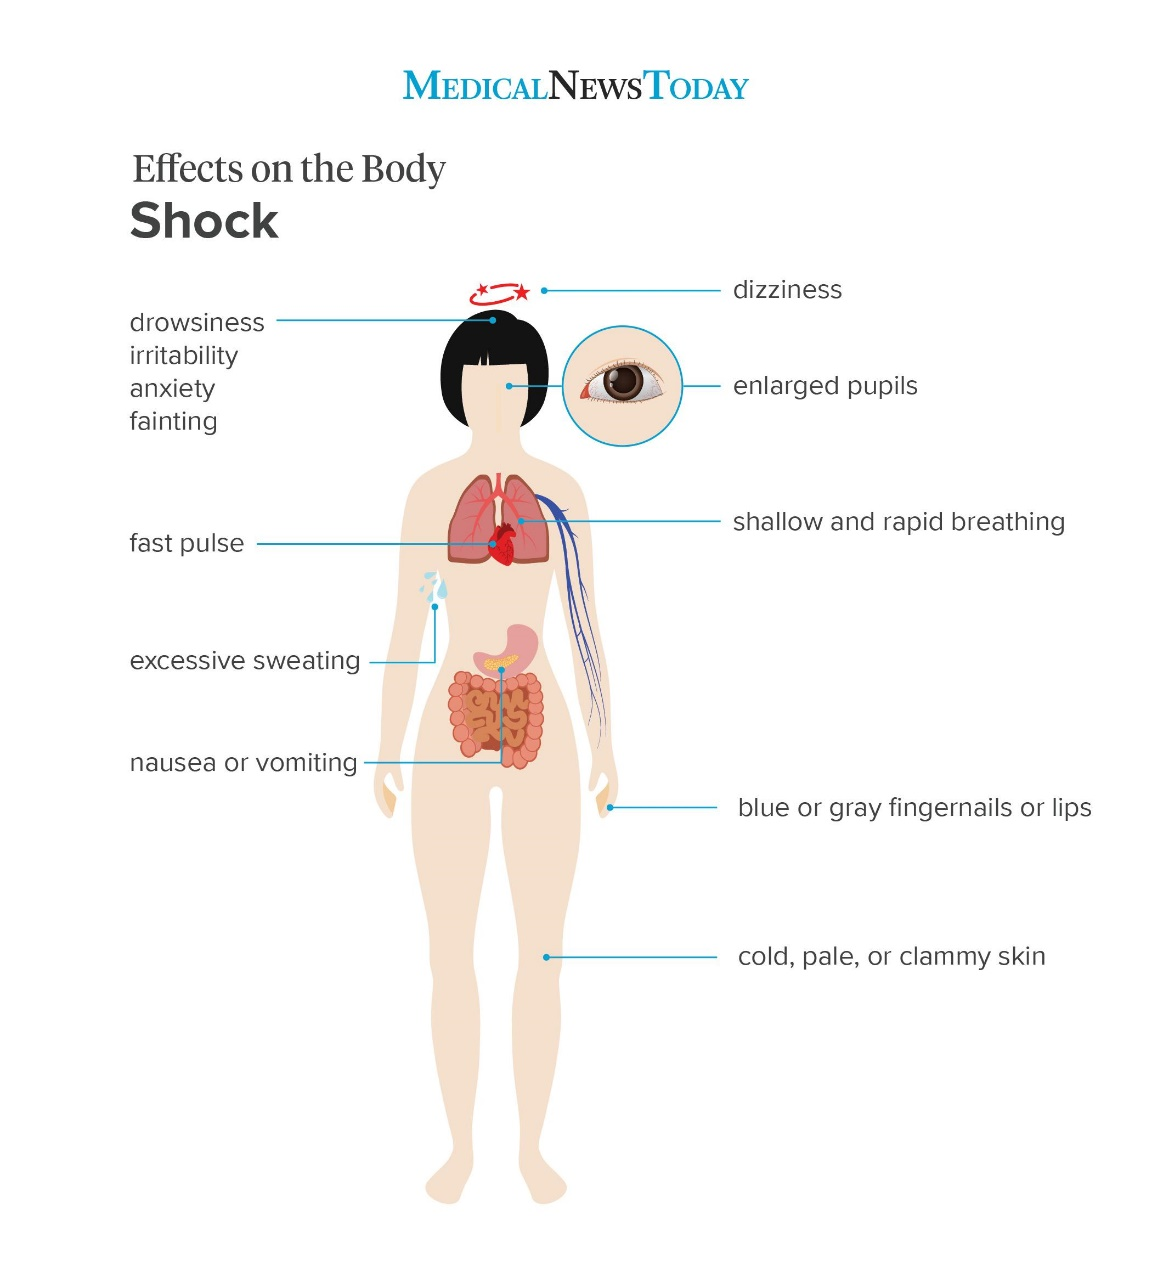 MEDICALNEWSTODAY
Effects on the Body
Shock
dizziness
drowsiness
irritability
anxiety
fainting
enlarged pupils
shallow and rapid breathing
fast pulse
excessive sweating
nausea or vomiting
blue or gray fingernails or lips
cold, pale, or clammy skin